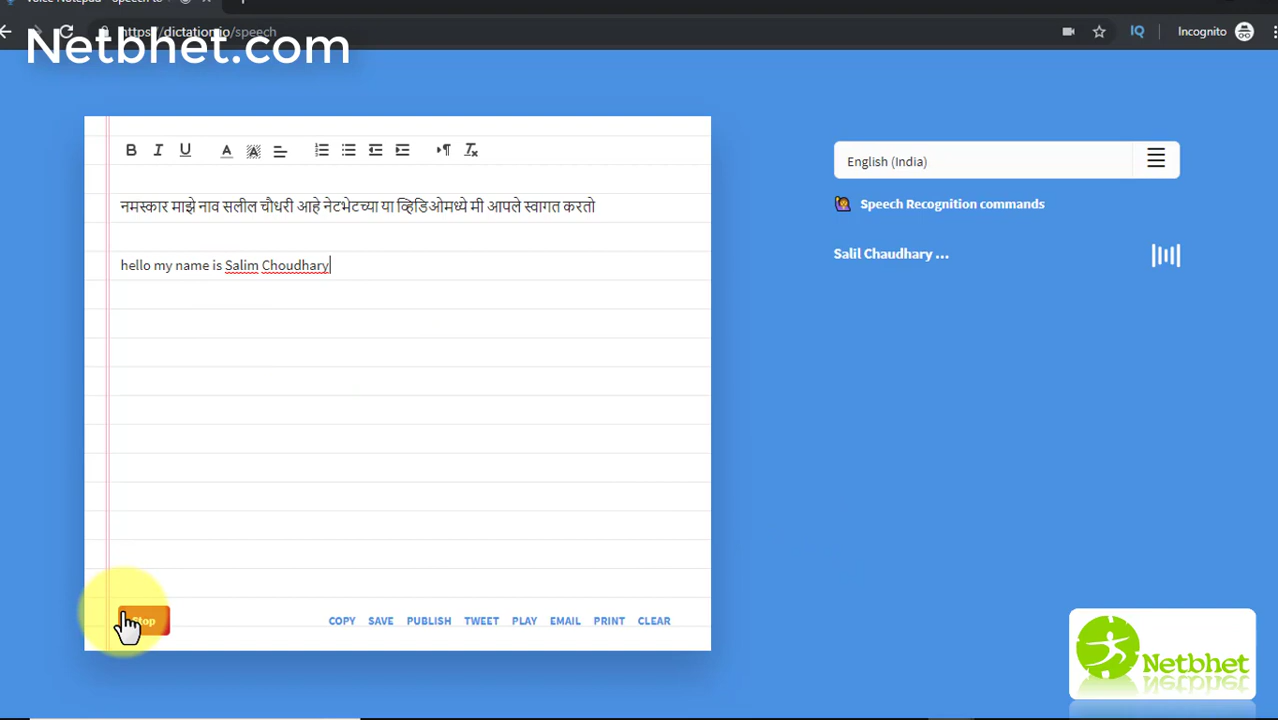 https://dictation.io/speech
Incognito
Netbhet.com
English (India)
Speech Recognition commands
Salil Chaudhary ...
नमस्कार माझे नाव सलील चौधरी आहे नेटभेटच्या या व्हिडिओमध्ये मी आपले स्वागत करतो
hello my name is Salim Choudhary
Stop
COPY SAVE PUBLISH TWEET PLAY EMAIL PRINT CLEAR
Netbhet